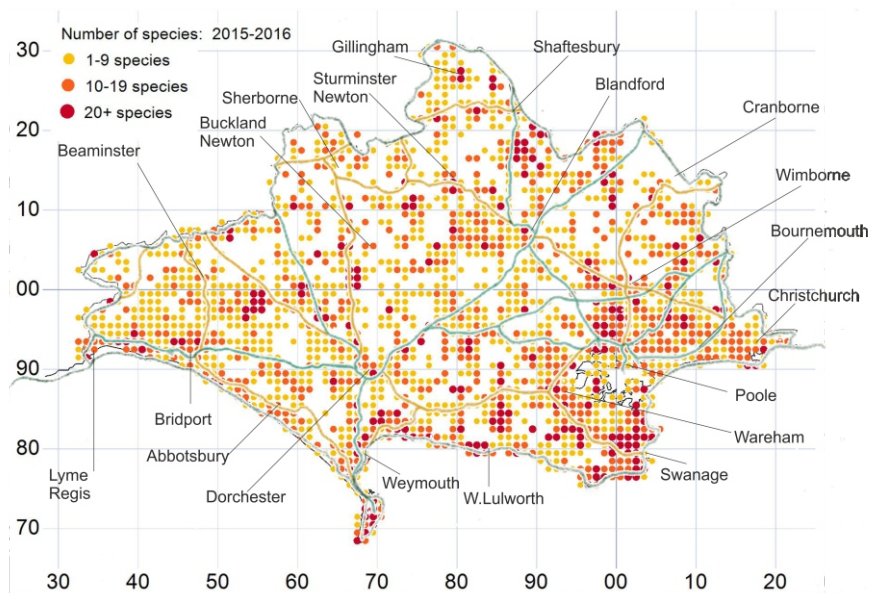 Number of species: 2015-2016
1-9 species
10-19 species
20+ species
Gillingham
Shaftesbury
Sturminster
Newton
Blandford
Sherborne
Cranborne
Buckland
Newton
Beaminster
Wimborne
Bournemouth
Christchurch
Poole
Bridport
Wareham
Abbotsbury
Swanage
Lyme
Regis
Dorchester
Weymouth
W.Lulworth
30
20
10
00
90
80
70
30 40 50 60 70 80 90 00 10 20